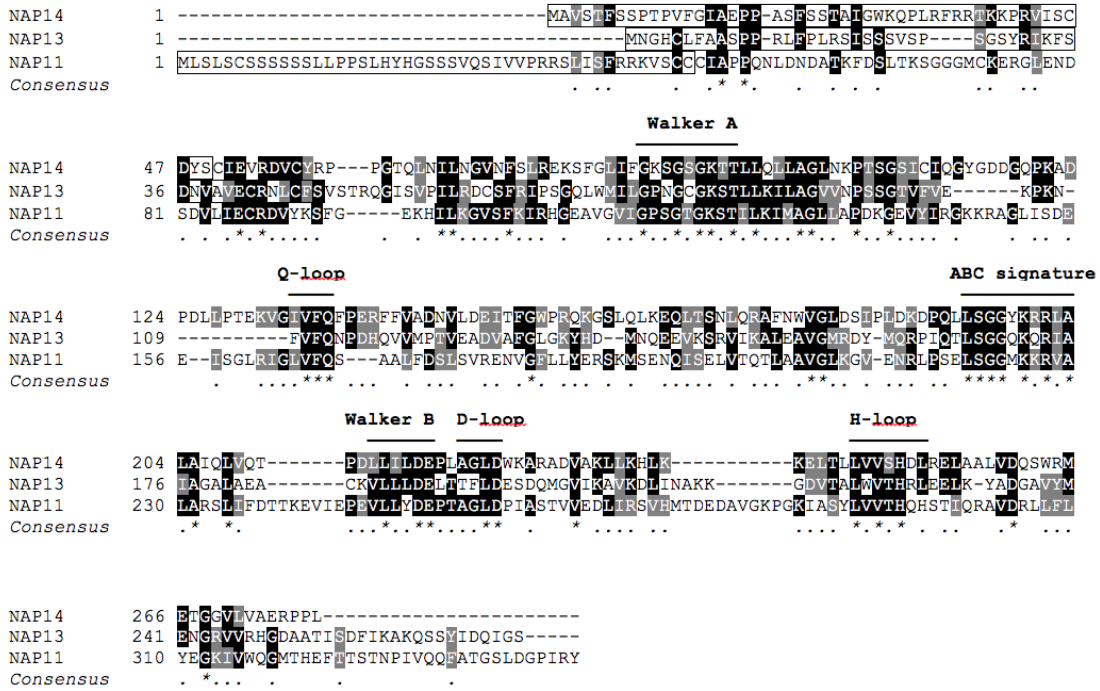 NAP14 1 ---------------------------------MAVSTFSSPTPVFGIAEPP-ASFSSTAIGWKQPLRFRRTKKPRVISC
NAP13 1 ----------------------------------------MNGHCLFAASPP-RLFPLRSISSSVSP----SGSYRIKFS
NAP11 1 MLSLSCSSSSSSLLPPSLHYHGSSSVQSIVVPRRSLISFRRKVSCCCIAPPQNLDNDATKFDSLTKSGGGMCKERGLEND
Consensus . . . . . * * . . . . . . .
Walker A
NAP14 47 DYSCIEVRDVCYRP---PGTQLNILNGVNFSLREKSFGLIFGKSGSGKTTLLQLLAGLNKPTSGSICIQGYGDDGQPKAD
NAP13 36 DNVAVECRNLCFSVSTRQGISVPILRDCSFRIPSGQLWMILGPNGCGKSTLLKILAGVVNPSSGTVFVE------KPKN-
NAP11 81 SDVLIECRDVYKSFG-----EKHILKGVSFKIRHGEAVGVIGPSGTGKSTILKIMAGLLAPDKGEVYIRGKKRAGLISDE
Consensus . . . * . * ..... . . ** .... * .. . .. .. * . * . ** * ... ** ... * .. * .... . . .. .
Q-loop ABC signature
NAP14 124 PDLLPTEKVGIVFQFPERFFVADNVLDEITFGWPRQKGSLQLKEQLTSNLQRAFNWVGLDSIPLDKDPQLLSGGYKRRLA
NAP13 109 -----------FVFQNPDHQVVMPTVEADVAFGLGKYHD-MNQEEVKSRVIKALEAVGMRDY-MQRPIQTLSGGQKQRIA
NAP11 156 E--ISGLRIGLVFQS---AALFDSLSVRENVGFLLYERSKMSENQISELVTQTLAAVGLKGV-ENRLPSELSGGMKKRVA
Consensus . .... *** . .. .... .. .... * .. . .. .... .... . .. ** .. . . .. **** * . * . *
Walker B D-loop
H-loop
NAP14 204 LAIQLVQT-------PDLLILDEPLAGLDWKARADVAKLLKHLK-----------KELTLLVVSHDLRELAALVDQSWRM
NAP13 176 IAGALAEA-------CKVLLLDELTTFLDESDQMGVIKAVKDLINAKK-------GDVTALWVTHRLEELK-YADGAVYM
NAP11 230 LARSLIFDTTKEVIEPEVLLYDEPTAGLDPIASTVVEDLIRSVHMTDEDAVGKPGKIASYLVVTHQHSTIQRAVDRLLFL
Consensus . * . . * . ... * . ** ... ** . . * . .... ... . * . ** . .. .. . * . .
NAP14 266 ETGGVLVAERPPL-----------------------
NAP13 241 ENGRVVRHGDAATISDFIKAKQSSYIDQIGS-----
NAP11 310 YEGKIVWQGMTHEFTTSTNPIVQQFATGSLDGPIRY
Consensus . * ... . . .